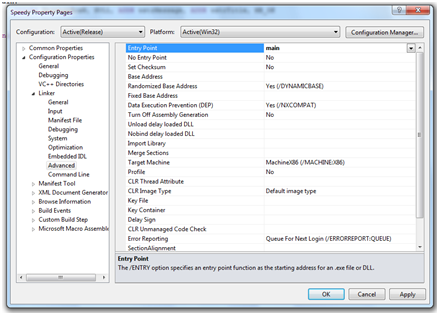 Speedy Property Pages
Configuration: Active(Release) Platform: Active(Win32) Configuration Manager...
Common Properties
Configuration Properties
General
Debugging
VC++ Directories
Linker
General
Input
Manifest File
Debugging
System
Optimization
Embedded IDL
Advanced
Command Line
Manifest Tool
XML Document Generator
Browse Information
Build Events
Custom Build Step
Microsoft Macro Assemble
Entry Point main
No Entry Point No
Set Checksum No
Base Address
Randomized Base Address Yes (/DYNAMICBASE)
Fixed Base Address
Data Execution Prevention (DEP) Yes (/NXCOMPAT)
Turn Off Assembly Generation No
Unload delay loaded DLL
Nobind delay loaded DLL
Import Library
Merge Sections
Target Machine MachineX86 (/MACHINE:X86)
Profile No
CLR Thread Attribute
CLR Image Type Default image type
Key File
Key Container
Delay Sign
CLR Unmanaged Code Check
Error Reporting Queue For Next Login (/ERRORREPORT:QUEUE)
SectionAlignment
Entry Point
The /ENTRY option specifies an entry point function as the starting address for an .exe file or DLL.
OK Cancel Apply